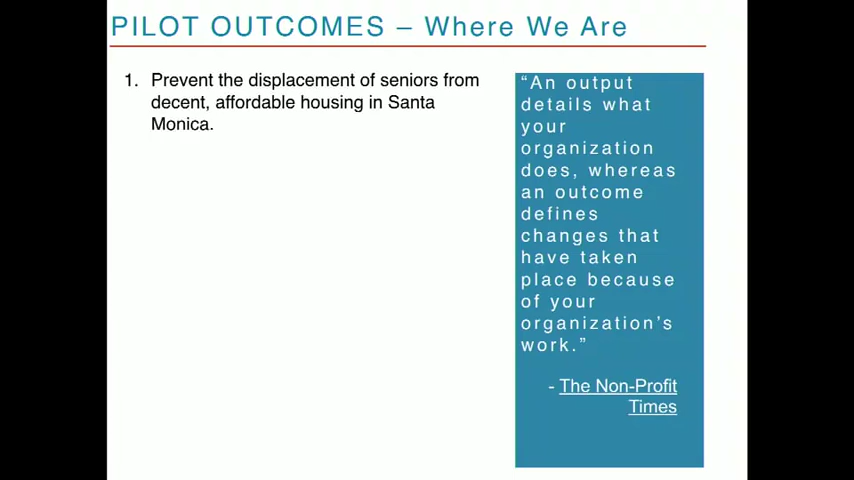 PILOT OUTCOMES – Where We Are
1. Prevent the displacement of seniors from
decent, affordable housing in Santa
Monica.
“An output
details what
your
organization
does, whereas
an outcome
defines
changes that
have taken
place because
of your
organization’s
work.”
- The Non-Profit
Times